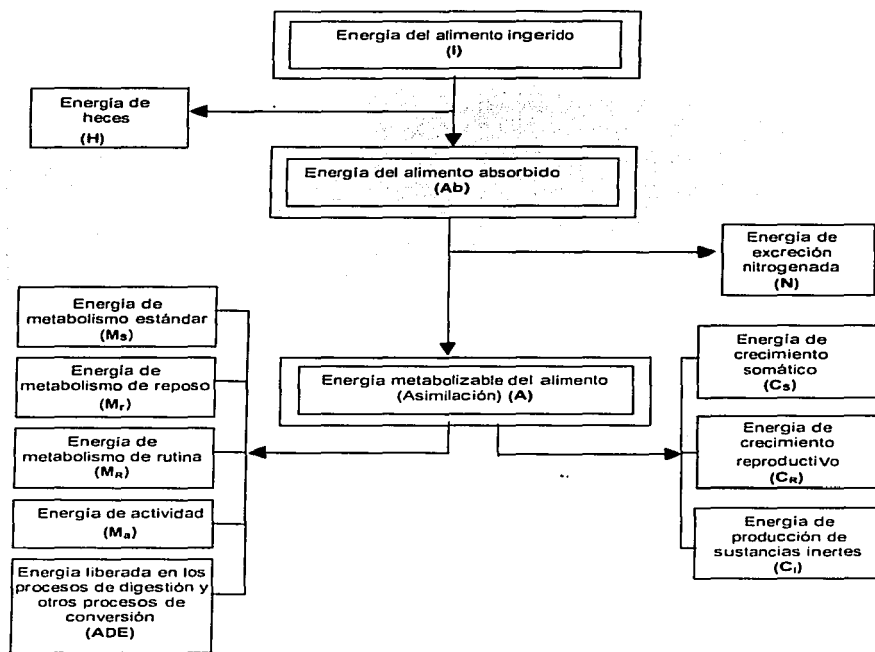 Energía del alimento ingerido
(I)
Energía de
heces
(H)
Energía del alimento absorbido
(Ab)
Energía de
excreción
nitrogenada
(N)
Energía de
metabolismo estándar
(Ms)
Energía de
metabolismo de reposo
(Mr)
Energía de
metabolismo de rutina
(MR)
Energía de actividad
(Ma)
Energía liberada en los
procesos de digestión y
otros procesos de
conversión
(ADE)
Energía metabolizable del alimento
(Asimilación) (A)
Energía de
crecimiento
somático
(Cs)
Energía de
crecimiento
reproductivo
(CR)
Energía de
producción de
sustancias inertes
(Ci)